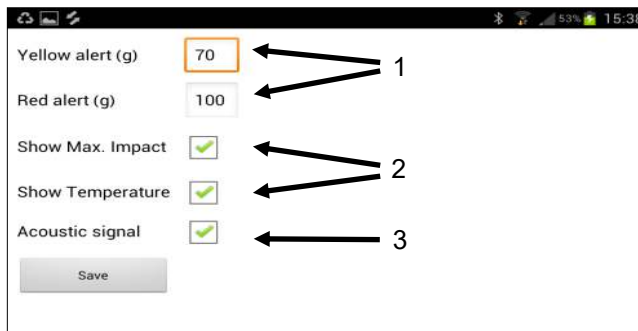 53% 15:38
Yellow alert (g) 70
1
Red alert (g) 100
Show Max. Impact
2
Show Temperature
Acoustic signal 3
Save